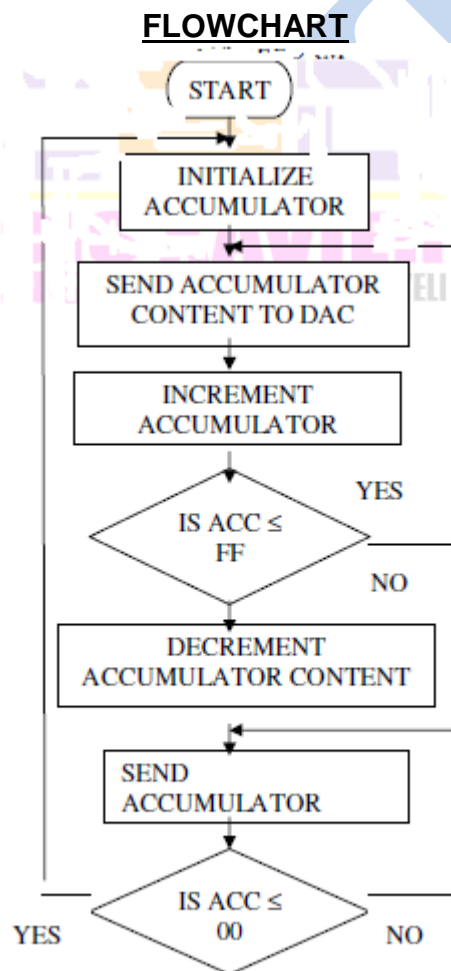 FLOWCHART
START
INITIALIZE
ACCUMULATOR
SEND ACCUMULATOR
CONTENT TO DAC
ELI
INCREMENT
ACCUMULATOR
YES
IS ACC ≤
FF
NO
DECREMENT
ACCUMULATOR CONTENT
SEND
ACCUMULATOR
IS ACC ≤
00
YES
NO